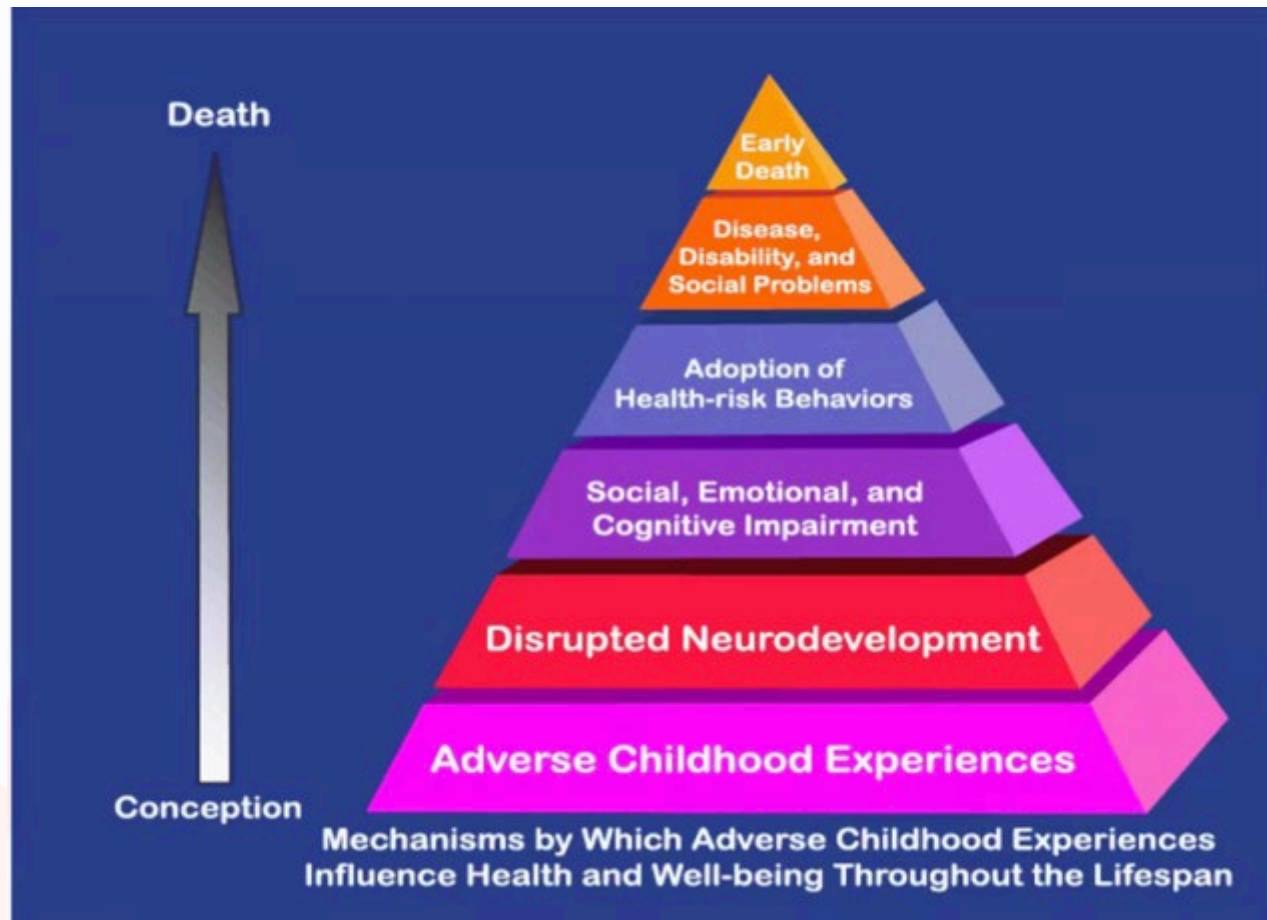 Death
Conception
Early
Death
Disease,
Disability, and
Social Problems
Adoption of
Health-risk Behaviors
Social, Emotional, and
Cognitive Impairment
Disrupted Neurodevelopment
Adverse Childhood Experiences
Mechanisms by Which Adverse Childhood Experiences
Influence Health and Well-being Throughout the Lifespan